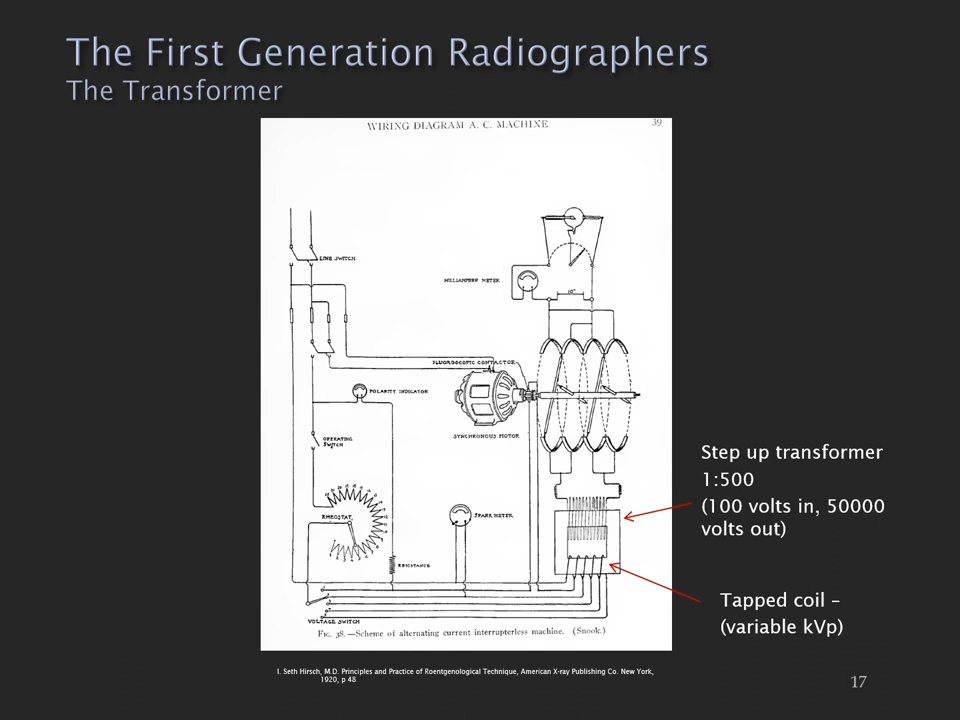 The First Generation Radiographers
The Transformer
WIRING DIAGRAM A. C. MACHINE 39
LINE SWITCH
MILLIAMPERE METER
10"
FLUOROSCOPIC CONTACTOR
POLARITY INDICATOR
SYNCHRONOUS MOTOR
OPERATING
SWITCH
Step up transformer
1:500
(100 volts in, 50000
volts out)
RHEOSTAT
SPARK METER
RESISTANCE
Tapped coil –
(variable kVp)
VOLTAGE SWITCH
FIG. 38.—Scheme of alternating current interrupterless machine. (Snook.)
I. Seth Hirsch, M.D. Principles and Practice of Roentgenological Technique, American X-ray Publishing Co. New York,
1920, p 48
17